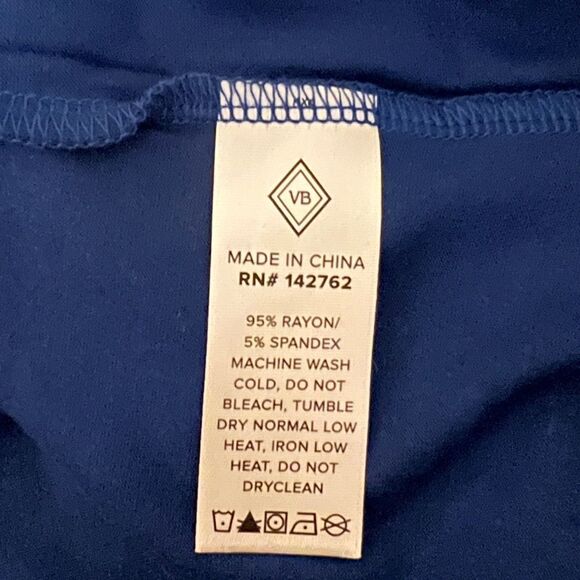 VB
MADE IN CHINA
RN# 142762
95% RAYON/
5% SPANDEX
MACHINE WASH
COLD, DO NOT
BLEACH, TUMBLE
DRY NORMAL LOW
HEAT, IRON LOW
HEAT, DO NOT
DRYCLEAN